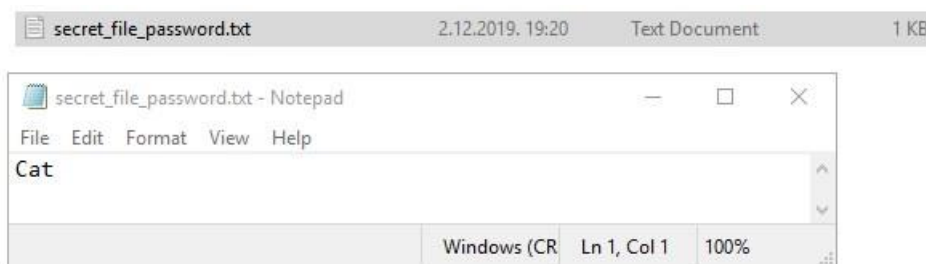 secret_file_password.txt 2.12.2019. 19:20 Text Document 1 KB
secret_file_password.txt - Notepad
File Edit Format View Help
Cat
Windows (CR Ln 1, Col 1 100%